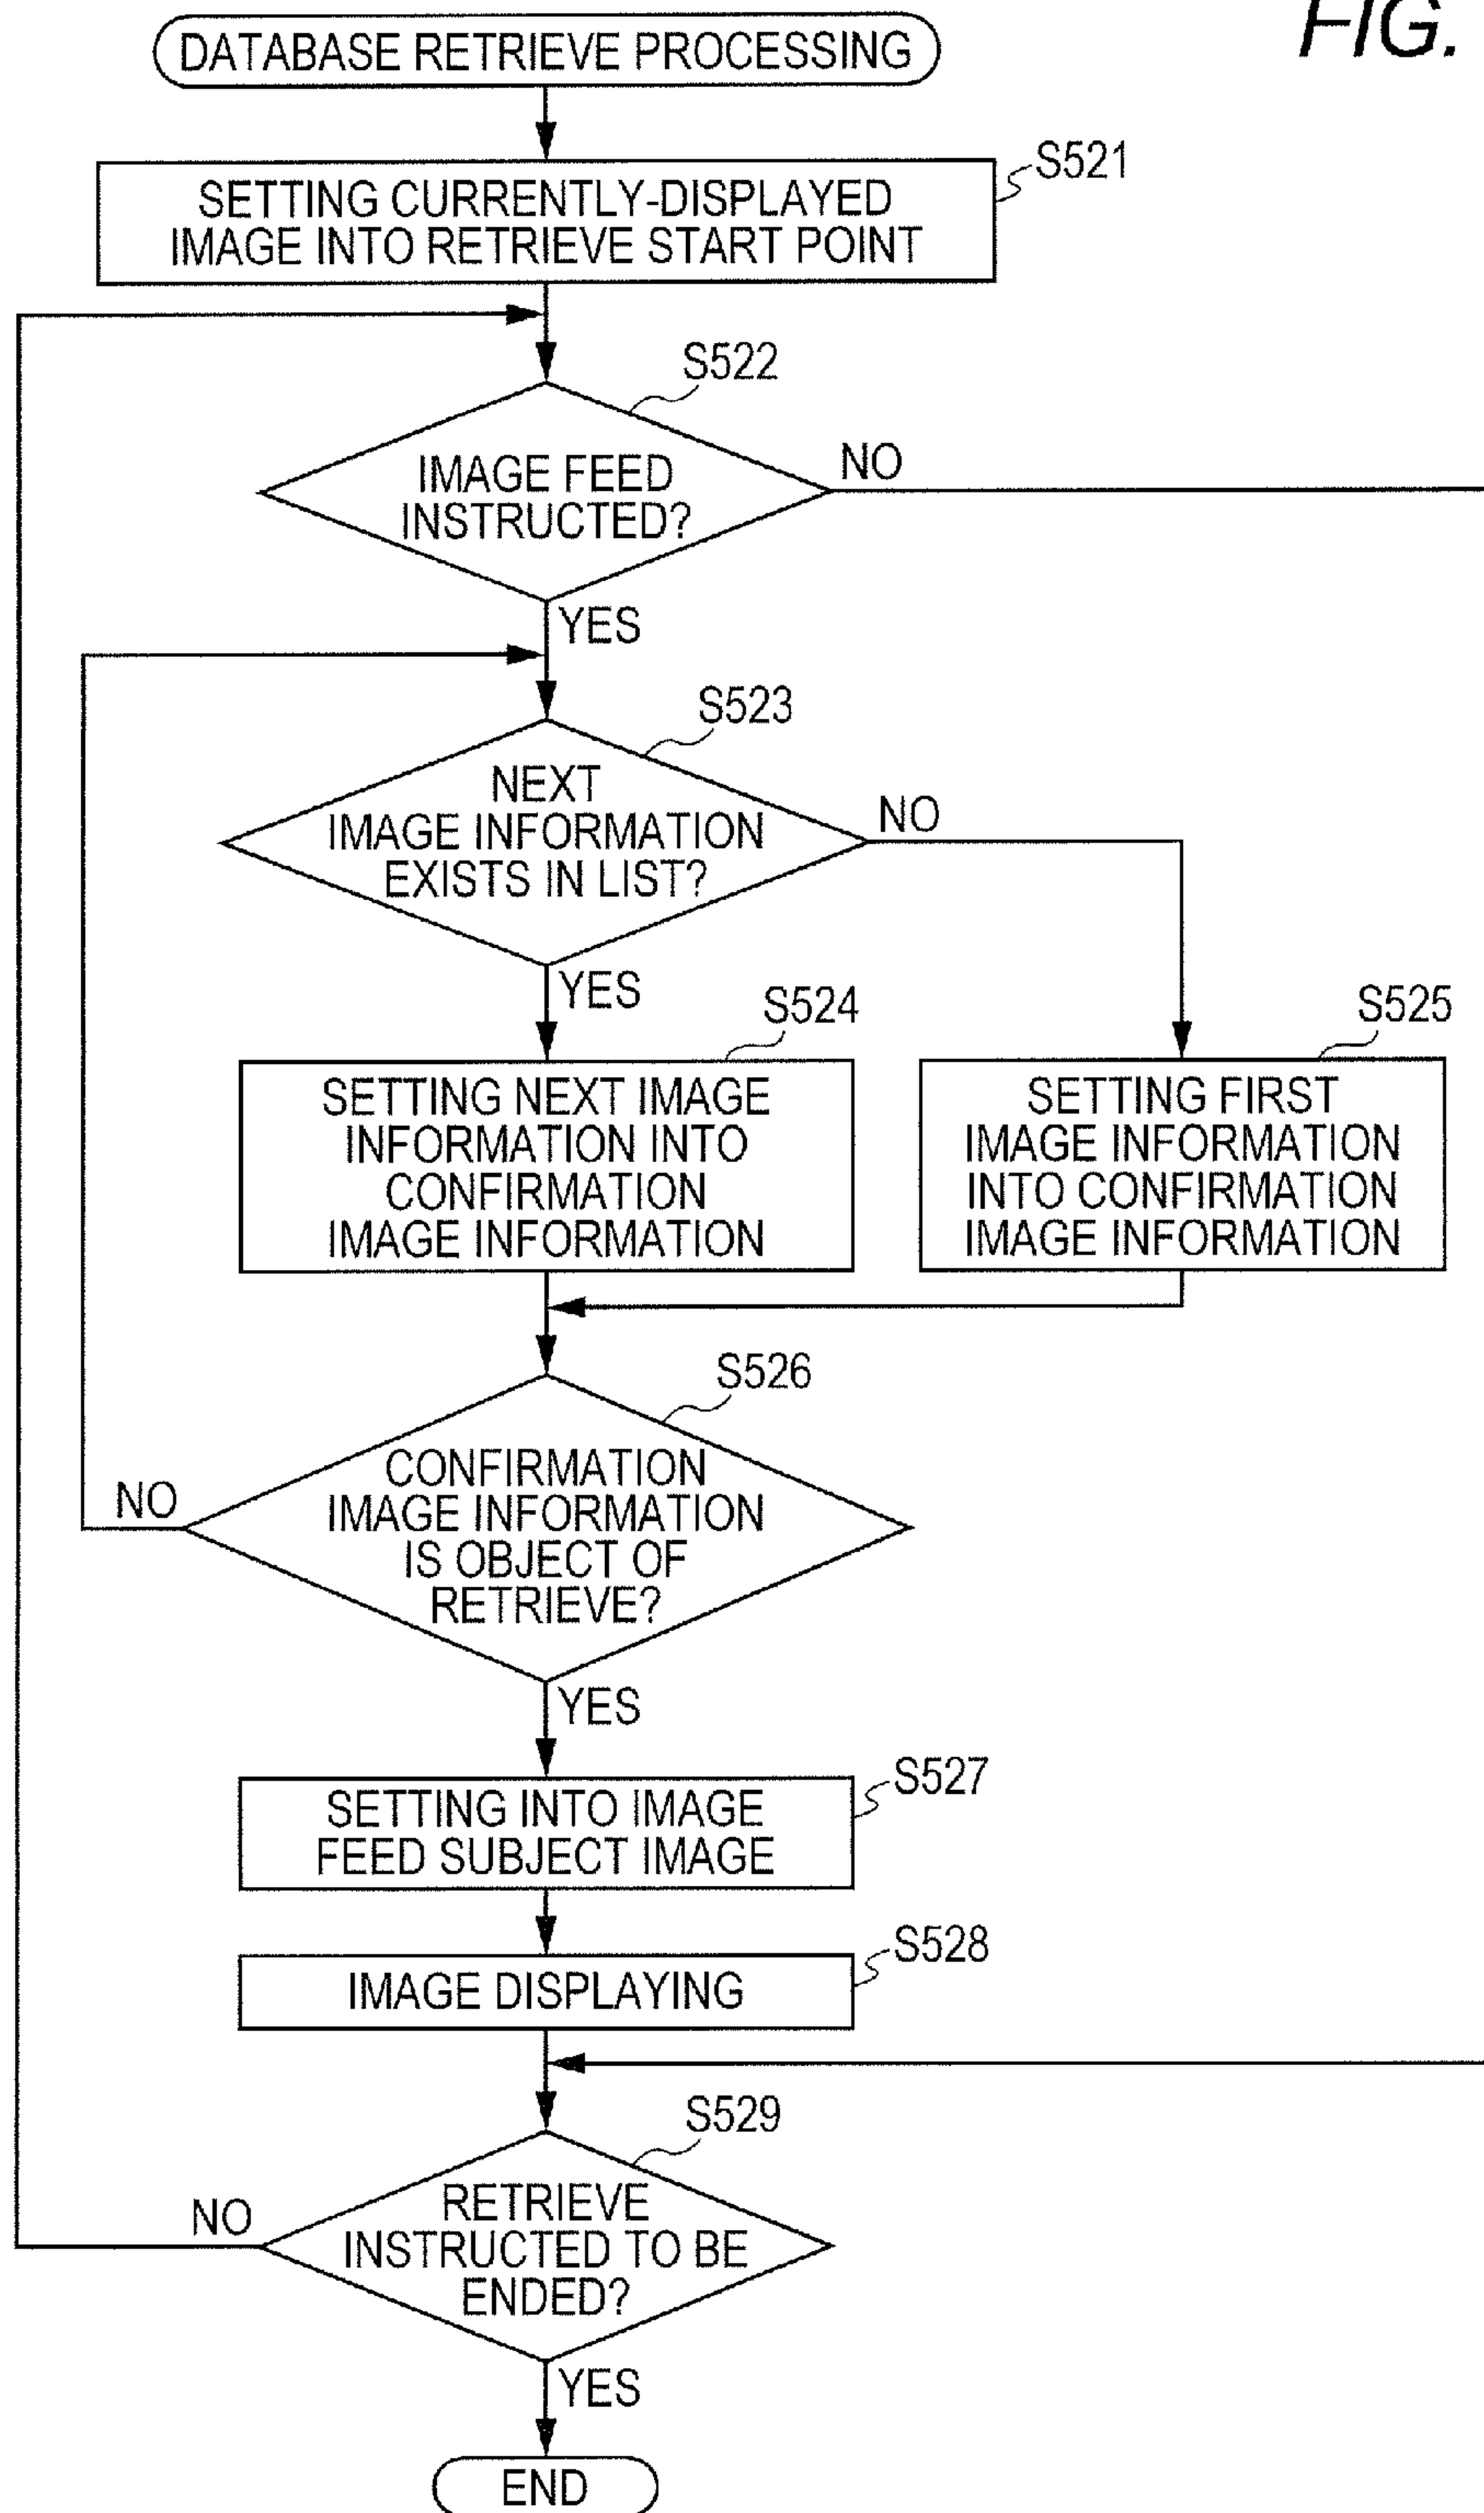 FIG.
DATABASE RETRIEVE PROCESSING
S521
SETTING CURRENTLY-DISPLAYED
IMAGE INTO RETRIEVE START POINT
S522
IMAGE FEED
INSTRUCTED?
NO
YES
S523
NEXT
IMAGE INFORMATION
EXISTS IN LIST?
NO
YES
S524
SETTING NEXT IMAGE
INFORMATION INTO
CONFIRMATION
IMAGE INFORMATION
S525
SETTING FIRST
IMAGE INFORMATION
INTO CONFIRMATION
IMAGE INFORMATION
S526
CONFIRMATION
IMAGE INFORMATION
IS OBJECT OF
RETRIEVE?
NO
YES
S527
SETTING INTO IMAGE
FEED SUBJECT IMAGE
S528
IMAGE DISPLAYING
S529
RETRIEVE
INSTRUCTED TO BE
ENDED?
NO
YES
END